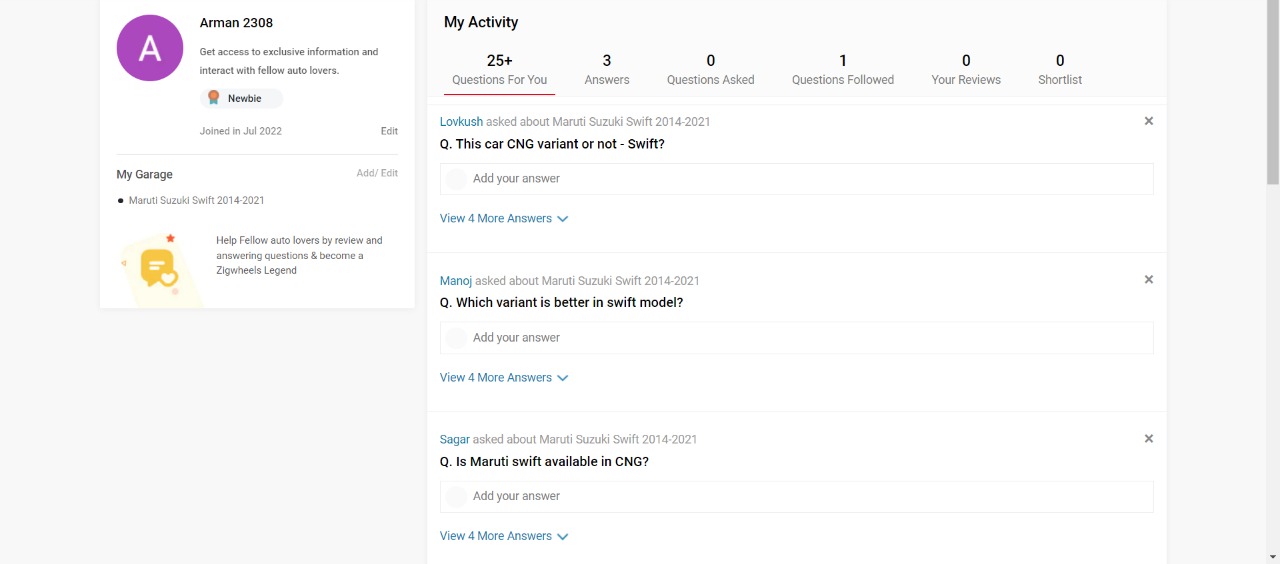 A
Arman 2308
Get access to exclusive information and
interact with fellow auto lovers.
Newbie
Joined in Jul 2022
Edit
My Garage
Add/ Edit
Maruti Suzuki Swift 2014-2021
Help Fellow auto lovers by review and
answering questions & become a
Zigwheels Legend
My Activity
25+ 3 0 1 0 0
Questions For You Answers Questions Asked Questions Followed Your Reviews Shortlist
Lovkush asked about Maruti Suzuki Swift 2014-2021
Q. This car CNG variant or not - Swift?
Add your answer
View 4 More Answers
Manoj asked about Maruti Suzuki Swift 2014-2021
Q. Which variant is better in swift model?
Add your answer
View 4 More Answers
Sagar asked about Maruti Suzuki Swift 2014-2021
Q. Is Maruti swift available in CNG?
Add your answer
View 4 More Answers